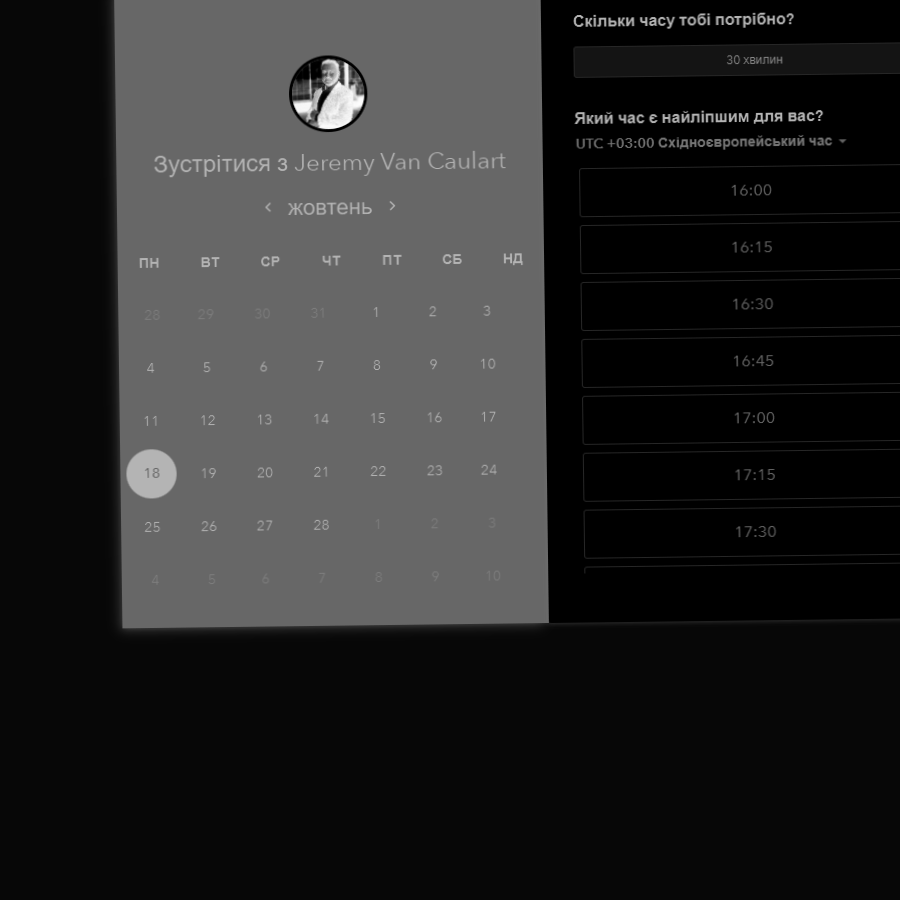 Зустрітися з Jeremy Van Caulart
жовтень
ПН ВТ СР ЧТ ПТ СБ НД
28 29 30 31 1 2 3
4 5 6 7 8 9 10
11 12 13 14 15 16 17
18 19 20 21 22 23 24
25 26 27 28 1 2 3
4 5 6 7 8 9 10
Скільки часу тобі потрібно?
30 хвилин
Який час є найліпшим для вас?
UTC +03:00 Східноєвропейський час
16:00
16:15
16:30
16:45
17:00
17:15
17:30